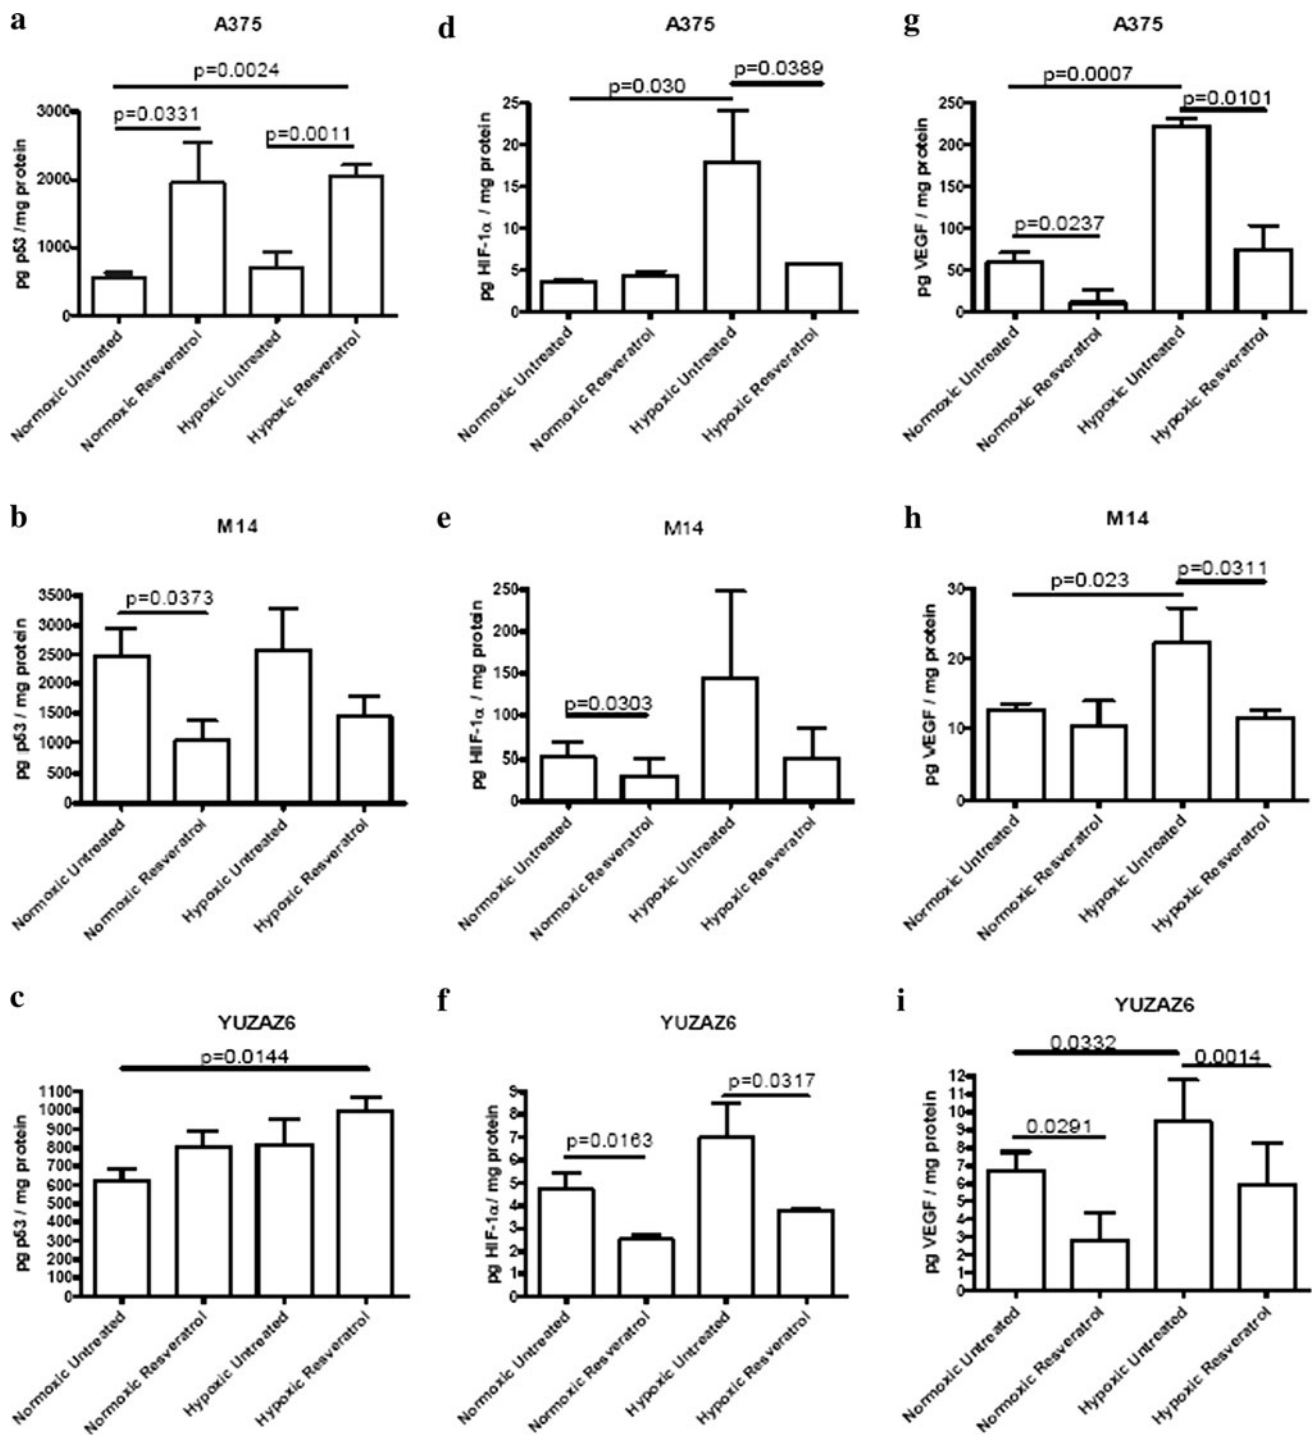 a
A375
p=0.0024
p=0.0331
p=0.0011
pg p53 / mg protein
3000
2000
1000
0
Normoxic Untreated
Normoxic Resveratrol
Hypoxic Untreated
Hypoxic Resveratrol
d
A375
p=0.0389
p=0.030
pg HIF-1α / mg protein
25
20
15
10
5
0
Normoxic Untreated
Normoxic Resveratrol
Hypoxic Untreated
Hypoxic Resveratrol
g
A375
p=0.0007
p=0.0101
p=0.0237
pg VEGF / mg protein
250
200
150
100
50
0
Normoxic Untreated
Normoxic Resveratrol
Hypoxic Untreated
Hypoxic Resveratrol
b
M14
p=0.0373
pg p53 / mg protein
3500
3000
2500
2000
1500
1000
500
0
Normoxic Untreated
Normoxic Resveratrol
Hypoxic Untreated
Hypoxic Resveratrol
e
M14
p=0.0303
pg HIF-1α / mg protein
250
200
150
100
50
0
Normoxic Untreated
Normoxic Resveratrol
Hypoxic Untreated
Hypoxic Resveratrol
h
M14
p=0.0311
p=0.023
pg VEGF / mg protein
30
20
10
0
Normoxic Untreated
Normoxic Resveratrol
Hypoxic Untreated
Hypoxic Resveratrol
c
YUZAZ6
p=0.0144
pg p53 / mg protein
1100
1000
900
800
700
600
500
400
300
200
100
0
Normoxic Untreated
Normoxic Resveratrol
Hypoxic Untreated
Hypoxic Resveratrol
f
YUZAZ6
p=0.0317
p=0.0163
pg HIF-1α/ mg protein
9
8
7
6
5
4
3
2
1
0
Normoxic Untreated
Normoxic Resveratrol
Hypoxic Untreated
Hypoxic Resveratrol
i
YUZAZ6
0.0332
0.0014
0.0291
pg VEGF / mg protein
12
11
10
9
8
7
6
5
4
3
2
1
0
Normoxic Untreated
Normoxic Resveratrol
Hypoxic Untreated
Hypoxic Resveratrol